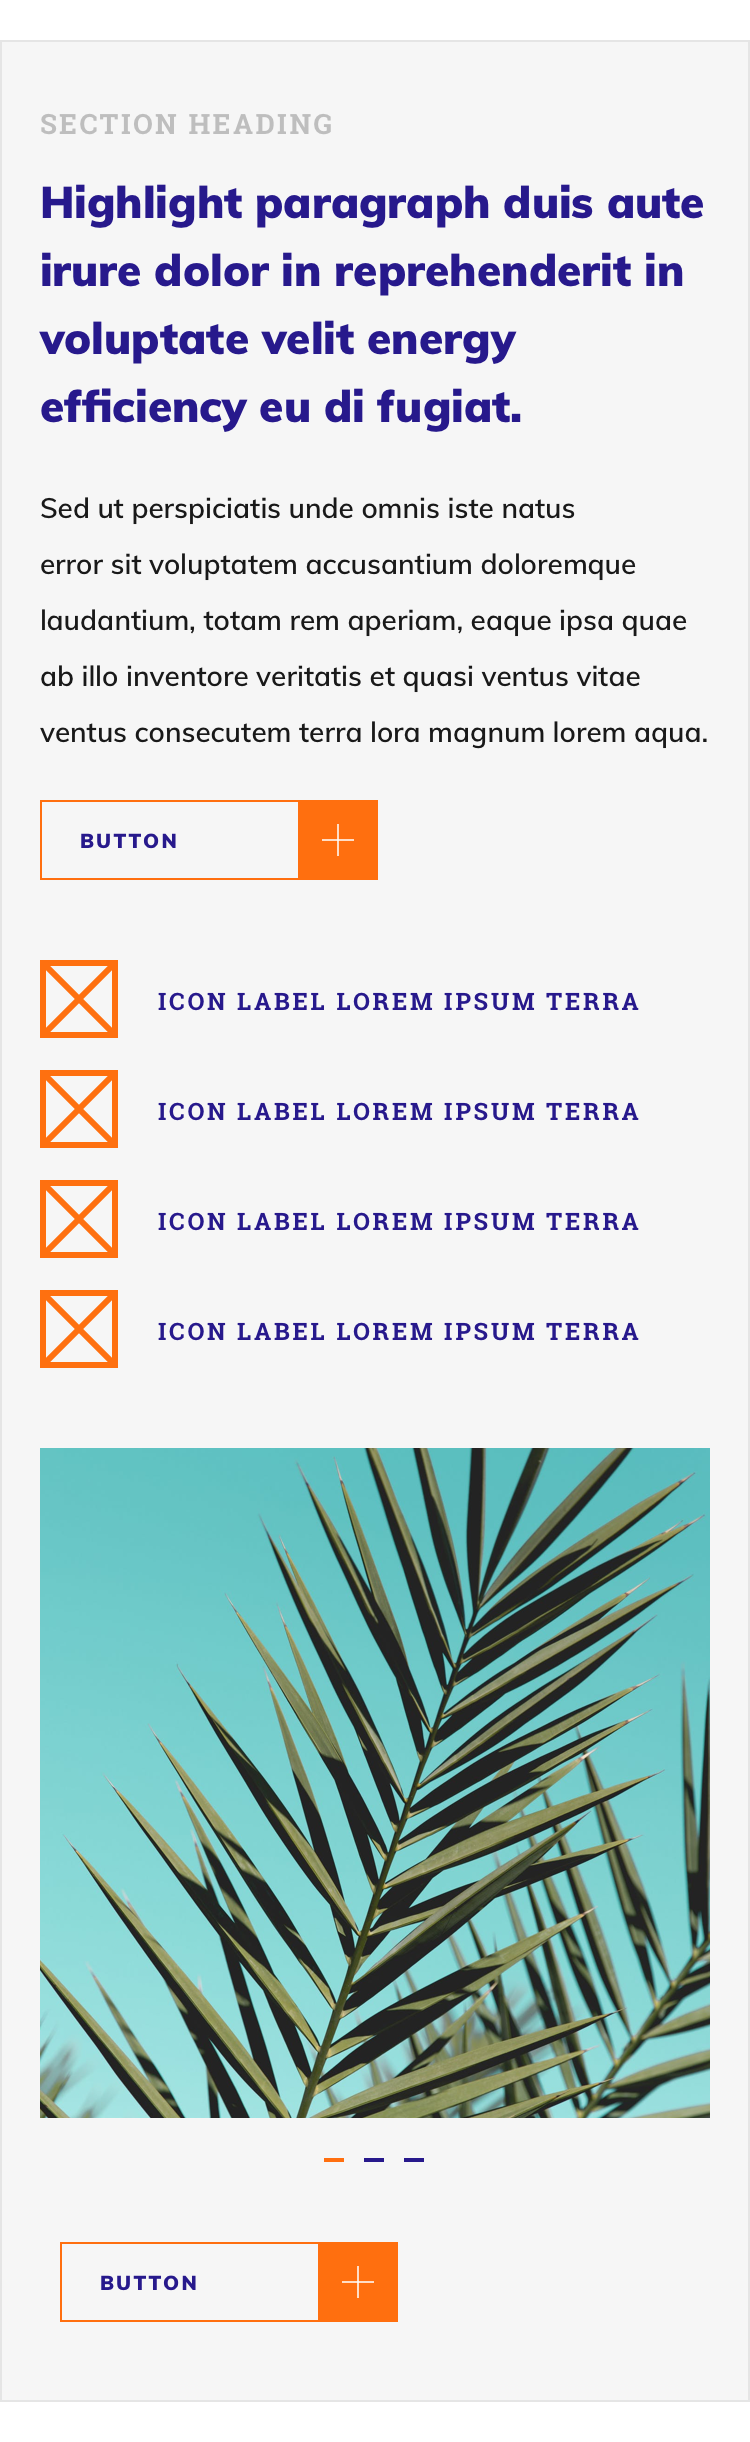 SECTION HEADING
Highlight paragraph duis aute
irure dolor in reprehenderit in
voluptate velit energy
efficiency eu di fugiat.
Sed ut perspiciatis unde omnis iste natus
error sit voluptatem accusantium doloremque
laudantium, totam rem aperiam, eaque ipsa quae
ab illo inventore veritatis et quasi ventus vitae
ventus consecutem terra lora magnum lorem aqua.
BUTTON
ICON LABEL LOREM IPSUM TERRA
ICON LABEL LOREM IPSUM TERRA
ICON LABEL LOREM IPSUM TERRA
ICON LABEL LOREM IPSUM TERRA
BUTTON